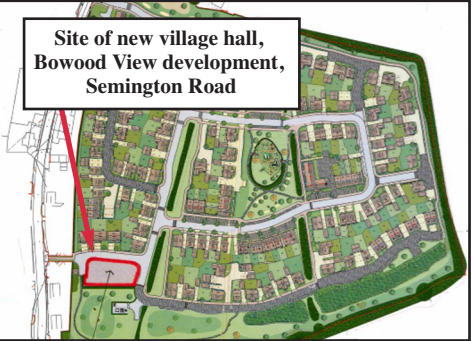 Site of new village hall,
Bowood View development,
Semington Road